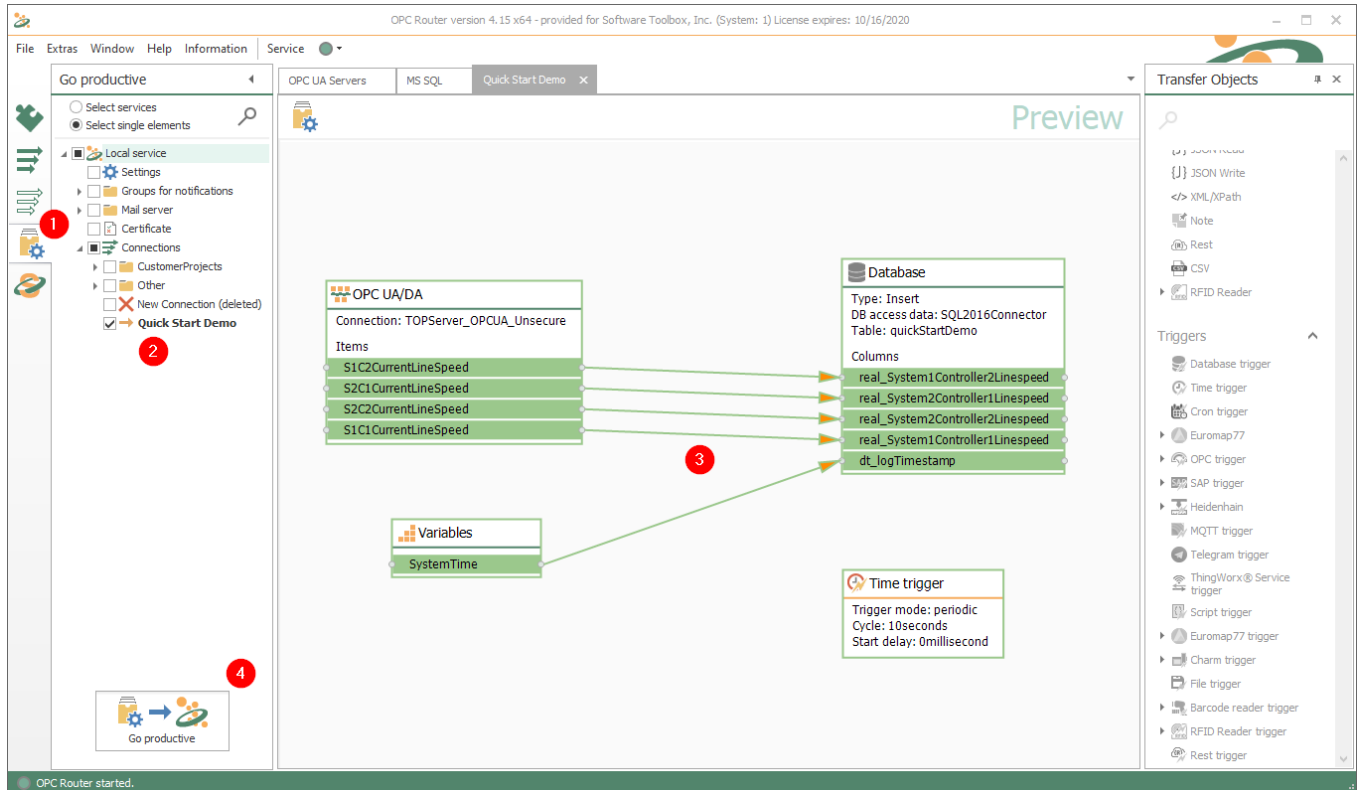 OPC Router version 4.15 x64 - provided for Software Toolbox, Inc. (System: 1) License expires: 10/16/2020
File Extras Window Help Information Service
Go productive
Select services
Select single elements
Local service
Settings
Groups for notifications
Mail server
1
Certificate
Connections
CustomerProjects
Other
New Connection (deleted)
Quick Start Demo
2
4
Go productive
OPC UA Servers MS SQL Quick Start Demo
Preview
OPC UA/DA
Connection: TOPServer_OPCUA_Unsecure
Items
S1C2CurrentLineSpeed
S2C1CurrentLineSpeed
S2C2CurrentLineSpeed
S1C1CurrentLineSpeed
Database
Type: Insert
DB access data: SQL2016Connector
Table: quickStartDemo
Columns
real_System1Controller2Linespeed
real_System2Controller1Linespeed
real_System2Controller2Linespeed
real_System1Controller1Linespeed
dt_logTimestamp
3
Variables
SystemTime
Time trigger
Trigger mode: periodic
Cycle: 10seconds
Start delay: 0millisecond
Transfer Objects
{J} JSON Read
{J} JSON Write
</> XML/XPath
Note
Rest
CSV
RFID Reader
Triggers
Database trigger
Time trigger
Cron trigger
Euromap77
OPC trigger
SAP trigger
Heidenhain
MQTT trigger
Telegram trigger
ThingWorx® Service
trigger
Script trigger
Euromap77 trigger
Charm trigger
File trigger
Barcode reader trigger
RFID Reader trigger
Rest trigger
OPC Router started.